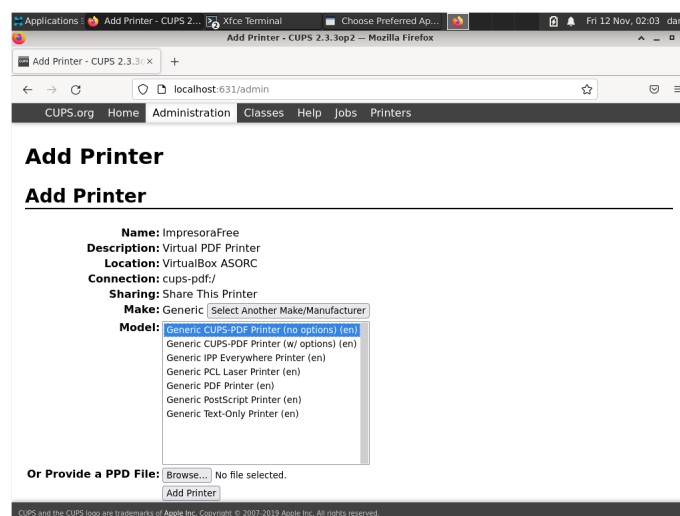 Applications Add Printer - CUPS 2... Xfce Terminal Choose Preferred Ap... Fri 12 Nov, 02:03 dan
Add Printer - CUPS 2.3.3op2 — Mozilla Firefox
Add Printer - CUPS 2.3.3
localhost:631/admin
CUPS.org Home Administration Classes Help Jobs Printers
Add Printer
Add Printer
Name: ImpresoraFree
Description: Virtual PDF Printer
Location: VirtualBox ASORC
Connection: cups-pdf:/
Sharing: Share This Printer
Make: Generic Select Another Make/Manufacturer
Model: Generic CUPS-PDF Printer (no options) (en)
Generic CUPS-PDF Printer (w/ options) (en)
Generic IPP Everywhere Printer (en)
Generic PCL Laser Printer (en)
Generic PDF Printer (en)
Generic PostScript Printer (en)
Generic Text-Only Printer (en)
Or Provide a PPD File: Browse... No file selected.
Add Printer
CUPS and the CUPS logo are trademarks of Apple Inc. Copyright © 2007-2019 Apple Inc. All rights reserved.